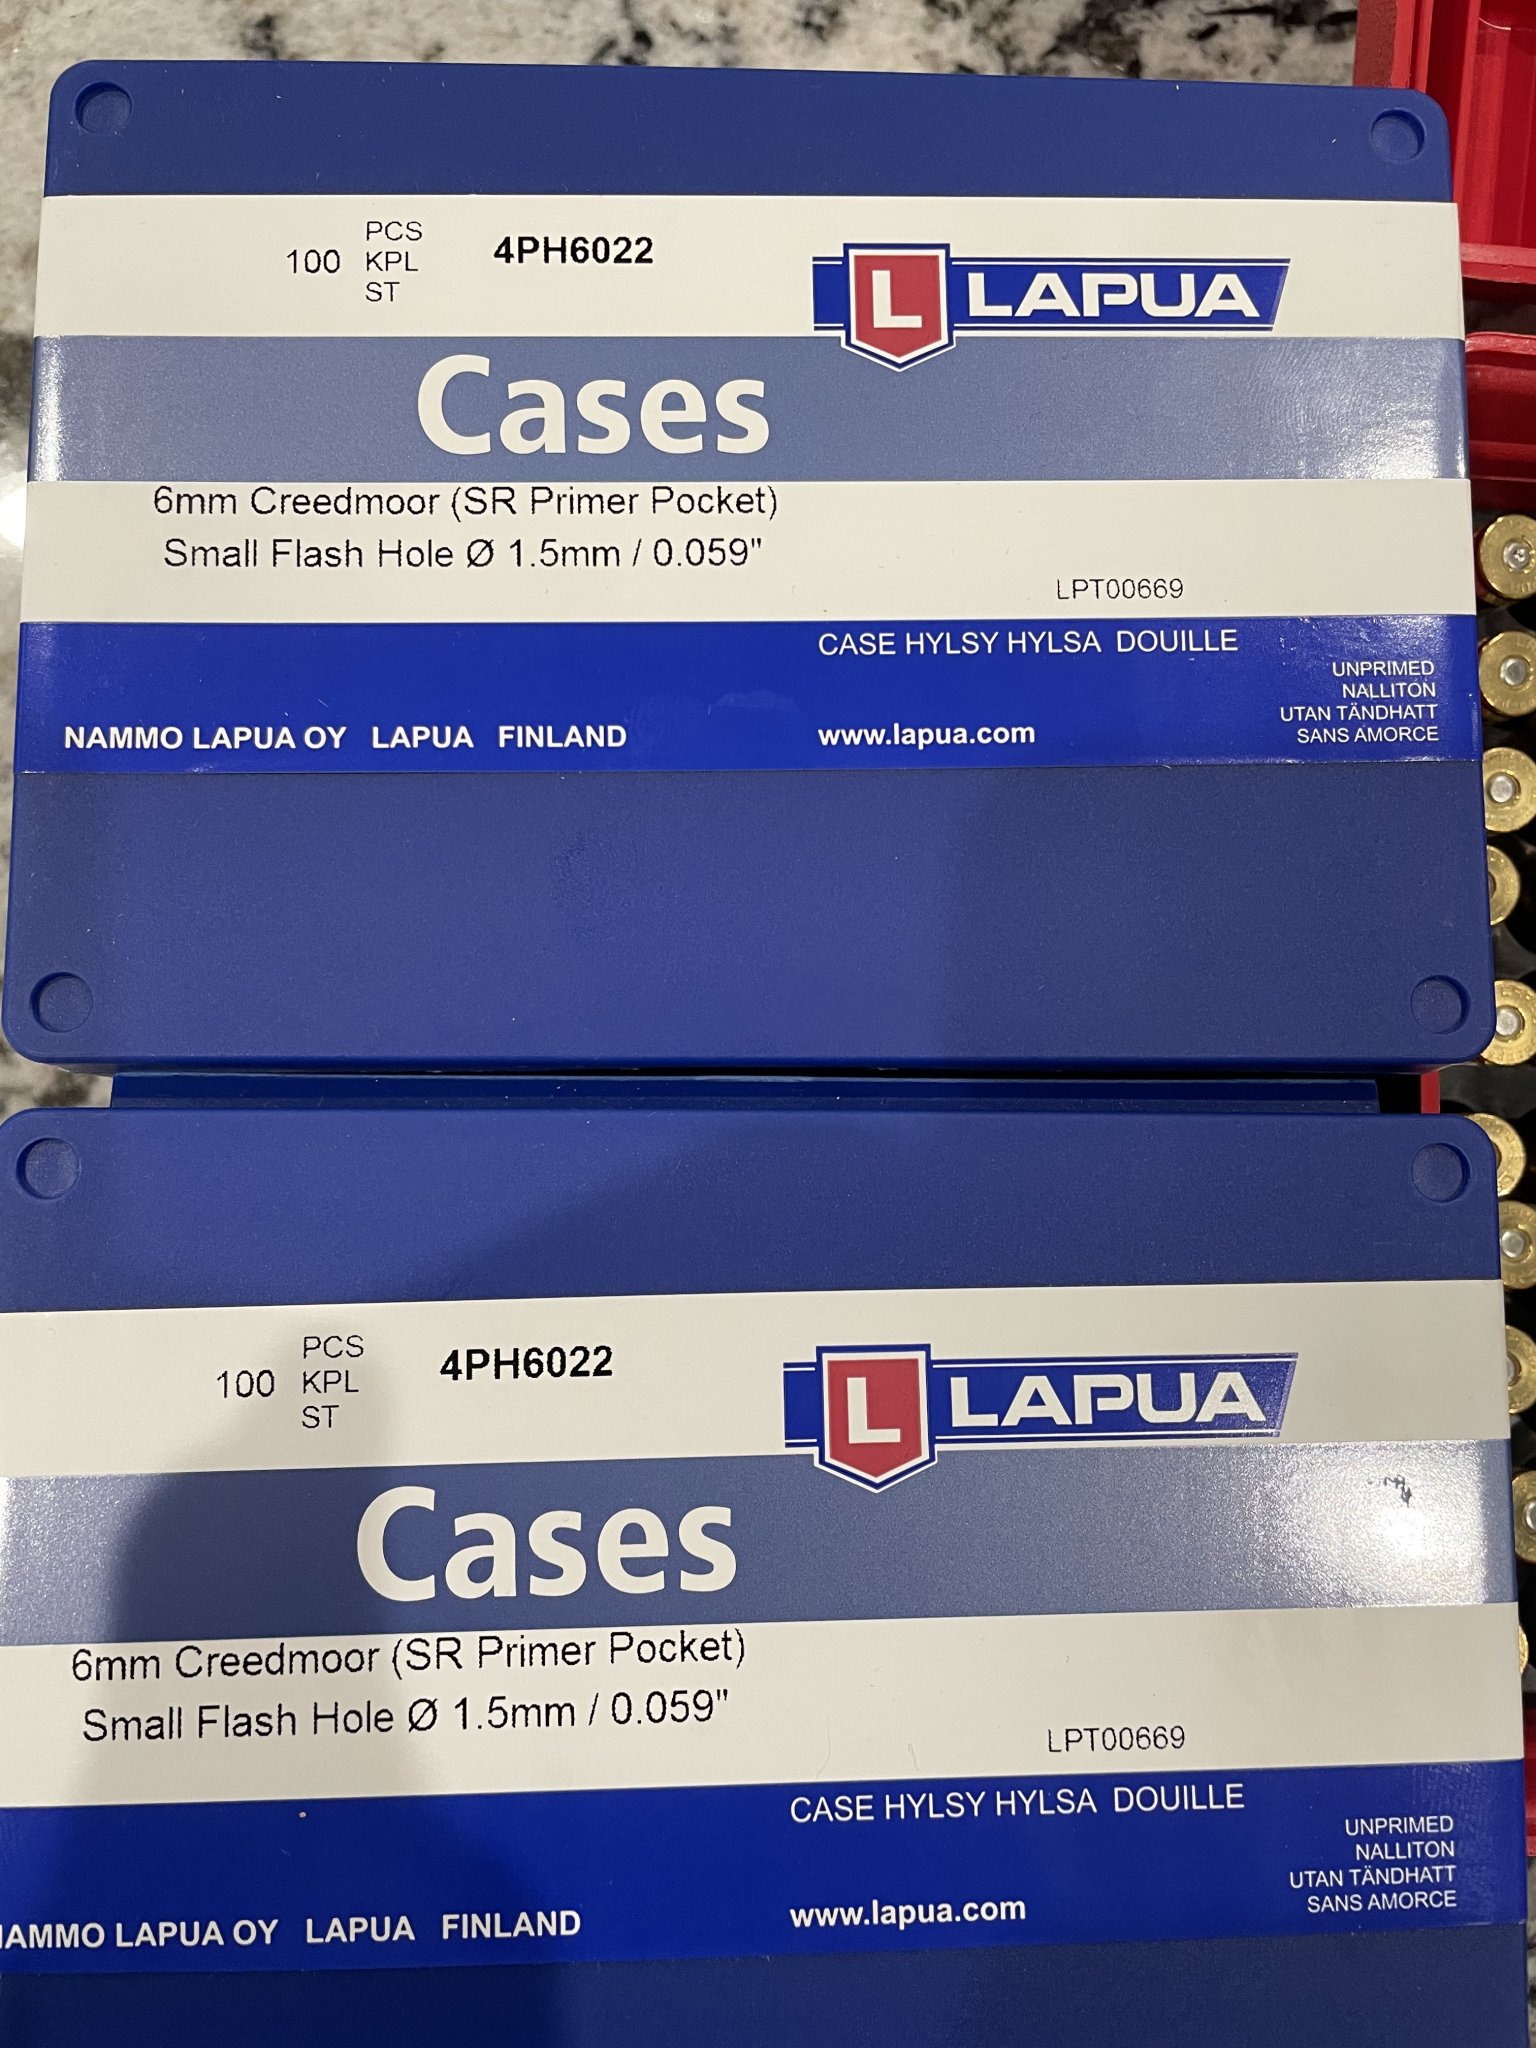 100 PCS KPL ST
4PH6022
L LAPUA
Cases
6mm Creedmoor (SR Primer Pocket)
Small Flash Hole Ø 1.5mm / 0.059"
LPT00669
CASE HYLSY HYLSA DOUILLE
UNPRIMED
NALLITON
UTAN TÄNDHATT
SANS AMORCE
NAMMO LAPUA OY LAPUA FINLAND
www.lapua.com
100 PCS KPL ST
4PH6022
L LAPUA
Cases
6mm Creedmoor (SR Primer Pocket)
Small Flash Hole Ø 1.5mm / 0.059"
LPT00669
CASE HYLSY HYLSA DOUILLE
UNPRIMED
NALLITON
UTAN TÄNDHATT
SANS AMORCE
AMMO LAPUA OY LAPUA FINLAND
www.lapua.com